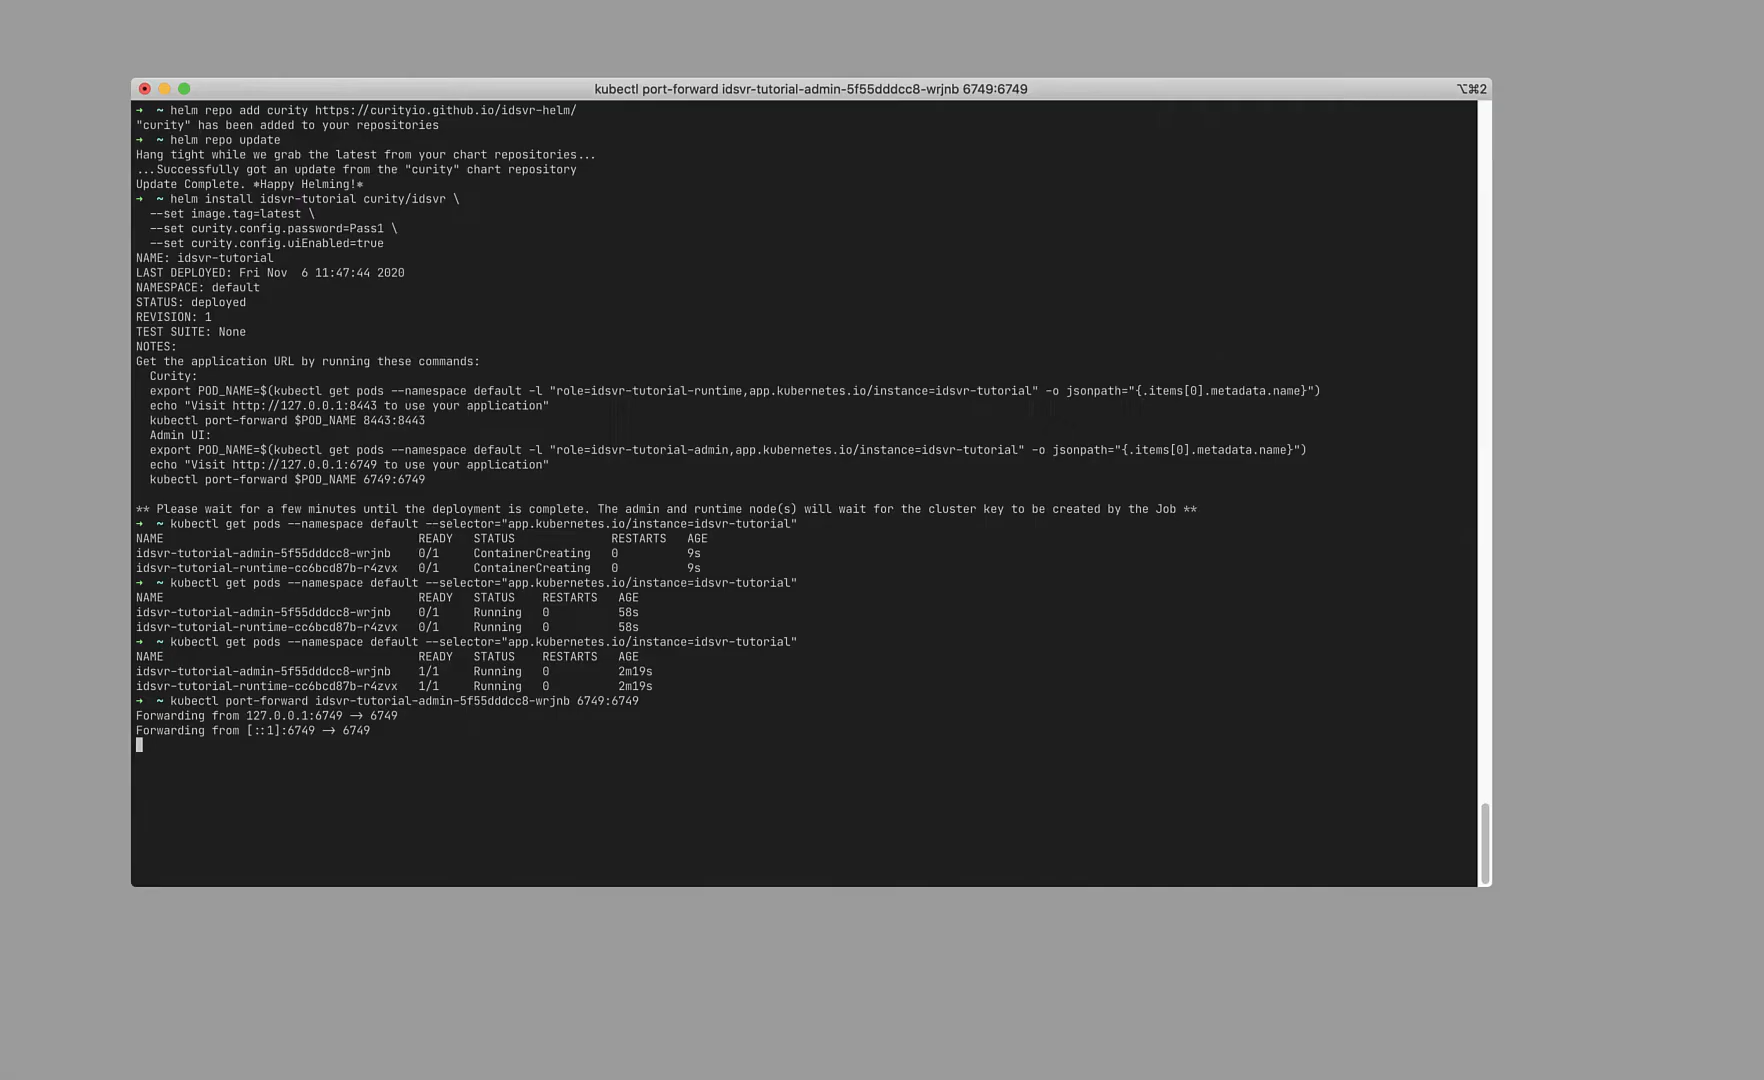 kubectl port-forward idsvr-tutorial-admin-5f55dddcc8-wrjnb 6749:6749
⌥⌘2
➜  ~ helm repo add curity https://curityio.github.io/idsvr-helm/
"curity" has been added to your repositories
➜  ~ helm repo update
Hang tight while we grab the latest from your chart repositories...
...Successfully got an update from the "curity" chart repository
Update Complete. *Happy Helming!*
➜  ~ helm install idsvr-tutorial curity/idsvr \
  --set image.tag=latest \
  --set curity.config.password=Pass1 \
  --set curity.config.uiEnabled=true
NAME: idsvr-tutorial
LAST DEPLOYED: Fri Nov  6 11:47:44 2020
NAMESPACE: default
STATUS: deployed
REVISION: 1
TEST SUITE: None
NOTES:
Get the application URL by running these commands:
  Curity:
  export POD_NAME=$(kubectl get pods --namespace default -l "role=idsvr-tutorial-runtime,app.kubernetes.io/instance=idsvr-tutorial" -o jsonpath="{.items[0].metadata.name}")
  echo "Visit http://127.0.0.1:8443 to use your application"
  kubectl port-forward $POD_NAME 8443:8443
  Admin UI:
  export POD_NAME=$(kubectl get pods --namespace default -l "role=idsvr-tutorial-admin,app.kubernetes.io/instance=idsvr-tutorial" -o jsonpath="{.items[0].metadata.name}")
  echo "Visit http://127.0.0.1:6749 to use your application"
  kubectl port-forward $POD_NAME 6749:6749
** Please wait for a few minutes until the deployment is complete. The admin and runtime node(s) will wait for the cluster key to be created by the Job **
➜  ~ kubectl get pods --namespace default --selector="app.kubernetes.io/instance=idsvr-tutorial"
NAME                                     READY   STATUS              RESTARTS   AGE
idsvr-tutorial-admin-5f55dddcc8-wrjnb    0/1     ContainerCreating   0          9s
idsvr-tutorial-runtime-cc6bcd87b-r4zvx   0/1     ContainerCreating   0          9s
➜  ~ kubectl get pods --namespace default --selector="app.kubernetes.io/instance=idsvr-tutorial"
NAME                                     READY   STATUS    RESTARTS   AGE
idsvr-tutorial-admin-5f55dddcc8-wrjnb    0/1     Running   0          58s
idsvr-tutorial-runtime-cc6bcd87b-r4zvx   0/1     Running   0          58s
➜  ~ kubectl get pods --namespace default --selector="app.kubernetes.io/instance=idsvr-tutorial"
NAME                                     READY   STATUS    RESTARTS   AGE
idsvr-tutorial-admin-5f55dddcc8-wrjnb    1/1     Running   0          2m19s
idsvr-tutorial-runtime-cc6bcd87b-r4zvx   1/1     Running   0          2m19s
➜  ~ kubectl port-forward idsvr-tutorial-admin-5f55dddcc8-wrjnb 6749:6749
Forwarding from 127.0.0.1:6749 -> 6749
Forwarding from [::1]:6749 -> 6749